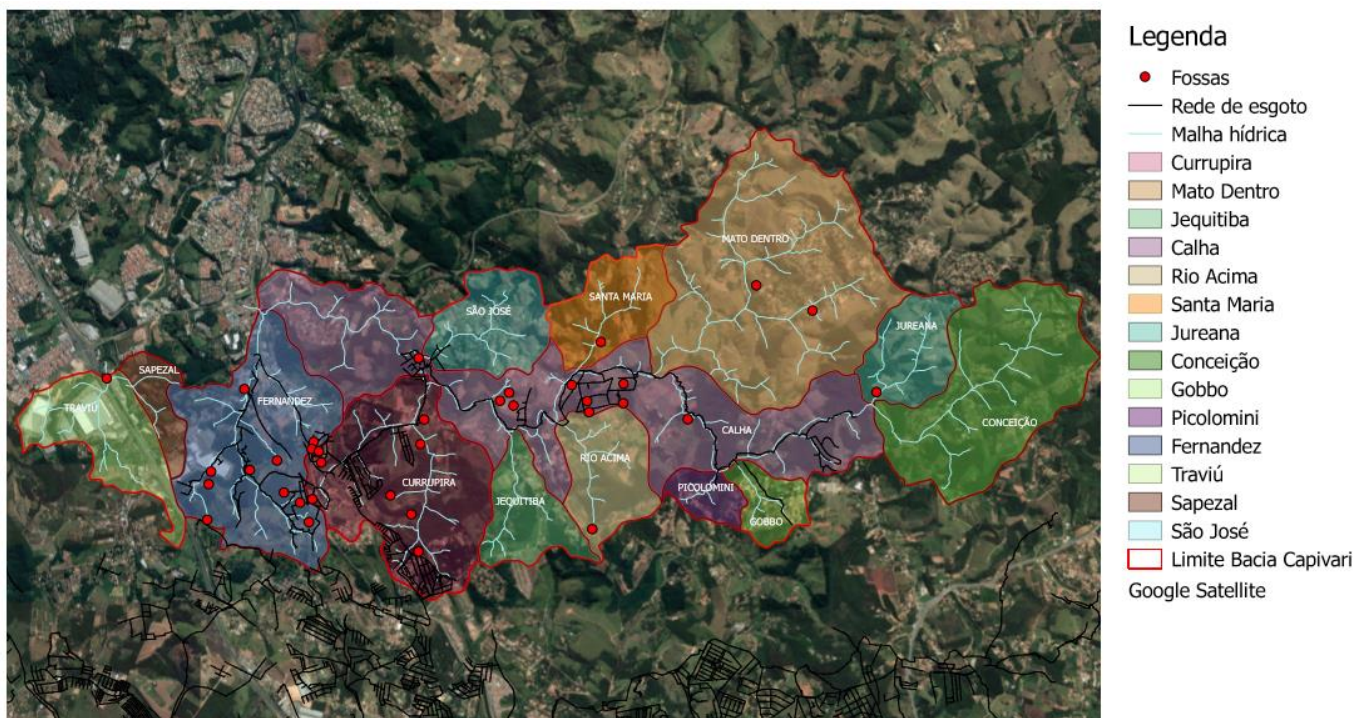 Legenda
Fossas
Rede de esgoto
Malha hídrica
Currupira
Mato Dentro
Jequitiba
Calha
Rio Acima
Santa Maria
Jureana
Conceição
Gobbo
Picolomini
Fernandez
Traviú
Sapezal
São José
Limite Bacia Capivari
Google Satellite
MATO DENTRO
SANTA MARIA
SÃO JOSÉ
JUREANA
SAPEZAL
TRAVIÚ
FERNANDEZ
CONCEIÇÃO
CALHA
RIO ACIMA
CURRUPIRA
PICOLOMINI
JEQUITIBA
GOBBO